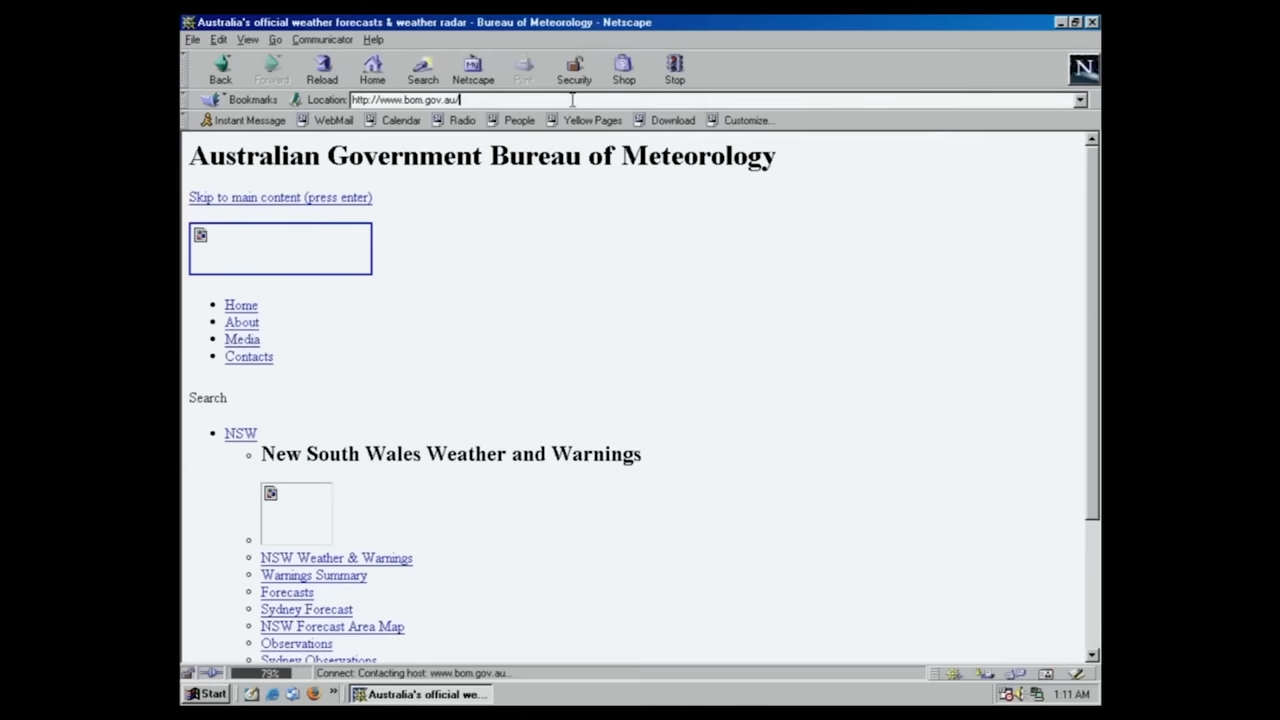 Australia's official weather forecasts & weather radar - Bureau of Meteorology - Netscape
File Edit View Go Communicator Help
Back Forward Reload Home Search Netscape Print Security Shop Stop
Bookmarks Location: http://www.bom.gov.au/
Instant Message WebMail Calendar Radio People Yellow Pages Download Customize...
Australian Government Bureau of Meteorology
Skip to main content (press enter)
Home
About
Media
Contacts
Search
NSW
New South Wales Weather and Warnings
NSW Weather & Warnings
Warnings Summary
Forecasts
Sydney Forecast
NSW Forecast Area Map
Observations
Sydney Observations
79% Connect: Contacting host: www.bom.gov.au...
Start Australia's official we... 1:11 AM